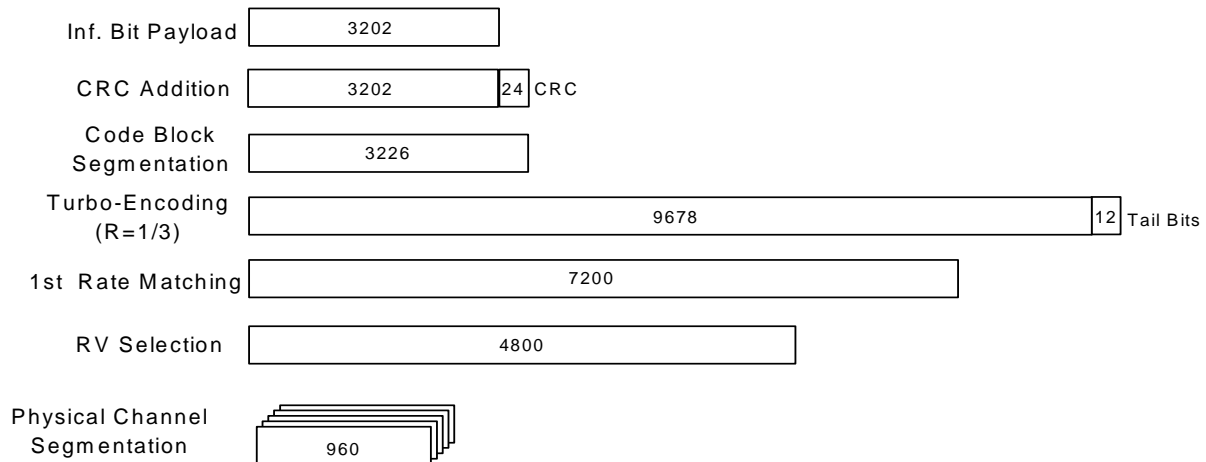 Inf. Bit Payload 3202
CRC Addition 3202 24 CRC
Code Block
Segmentation 3226
Turbo-Encoding
(R=1/3) 9678 12 Tail Bits
1st Rate Matching 7200
RV Selection 4800
Physical Channel
Segmentation 960